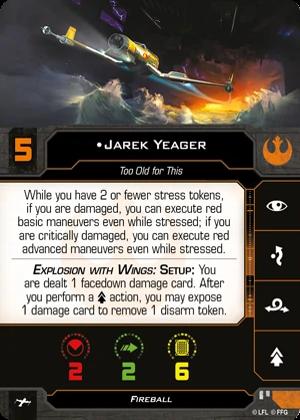 5
•Jarek Yeager
Too Old for This
While you have 2 or fewer stress tokens,
if you are damaged, you can execute red
basic maneuvers even while stressed; if you
are critically damaged, you can execute red
advanced maneuvers even while stressed.
Explosion with Wings: Setup: You
are dealt 1 facedown damage card. After
you perform a action, you may expose
1 damage card to remove 1 disarm token.
2 2 6
Fireball
© LFL © FFG